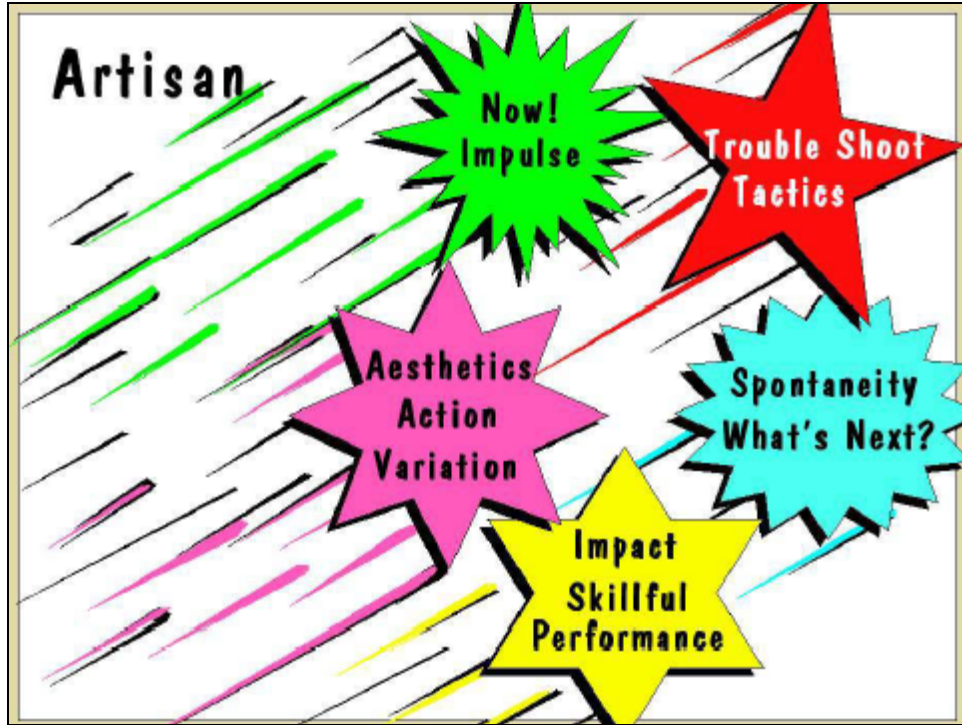 Artisan
Now!
Impulse
Trouble Shoot
Tactics
Aesthetics
Action
Variation
Spontaneity
What's Next?
Impact
Skillful
Performance